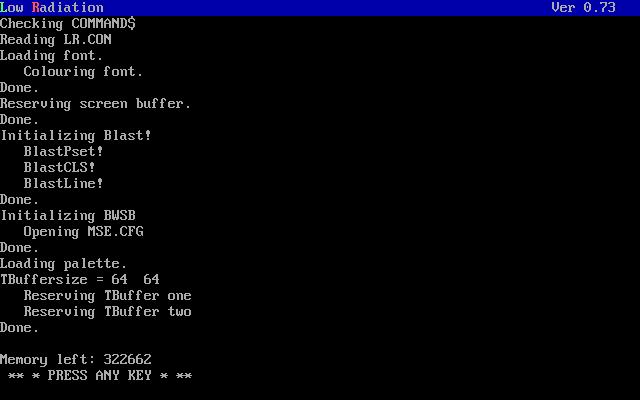 Low Radiation Ver 0.73
Checking COMMAND$
Reading LR.CON
Loading font.
Colouring font.
Done.
Reserving screen buffer.
Done.
Initializing Blast!
BlastPset!
BlastCLS!
BlastLine!
Done.
Initializing BWSB
Opening MSE.CFG
Done.
Loading palette.
TBuffersize = 64  64
Reserving TBuffer one
Reserving TBuffer two
Done.
Memory left: 322662
** * PRESS ANY KEY * **